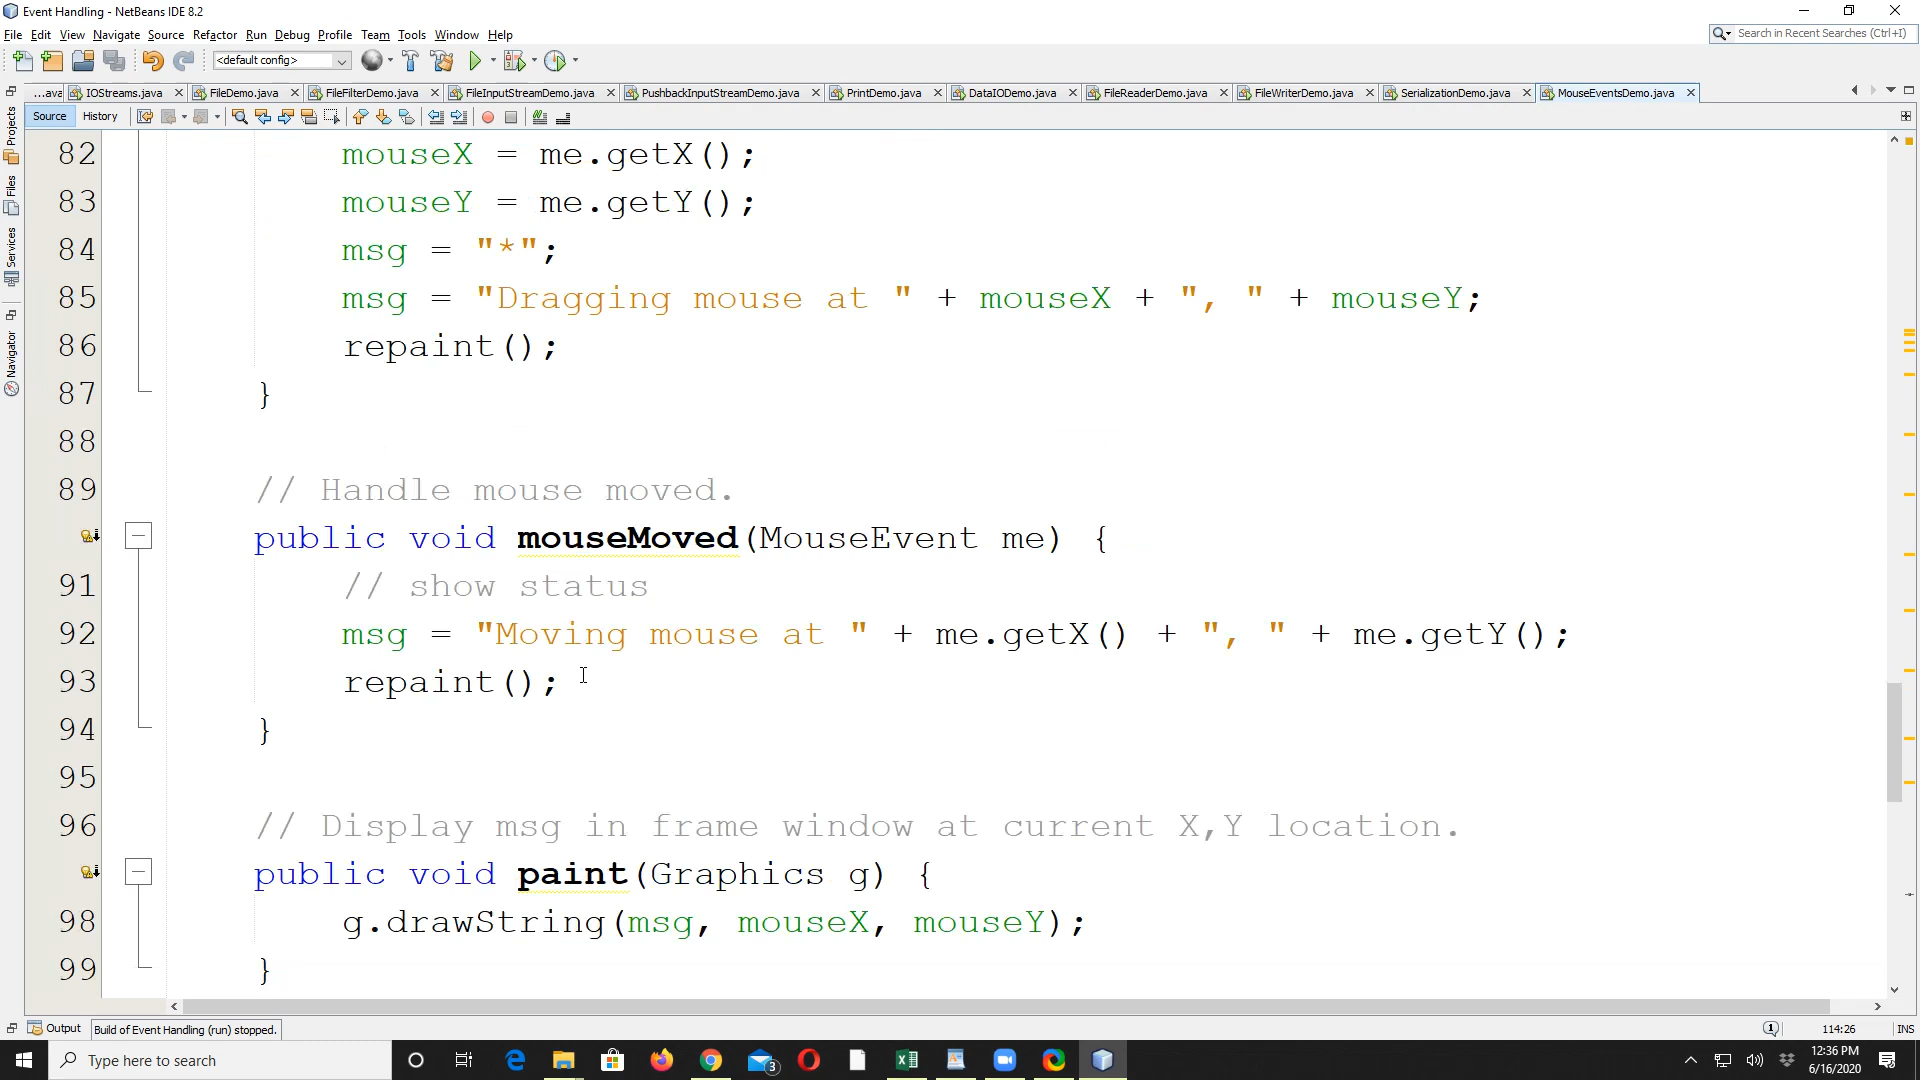 Event Handling - NetBeans IDE 8.2
File Edit View Navigate Source Refactor Run Debug Profile Team Tools Window Help
Search in Recent Searches (Ctrl+I)
<default config>
...ava IOStreams.java FileDemo.java FileFilterDemo.java FileInputStreamDemo.java PushbackInputStreamDemo.java PrintDemo.java DataIODemo.java FileReaderDemo.java FileWriterDemo.java SerializationDemo.java MouseEventsDemo.java
Source History
Projects
Files
Services
Navigator
82 mouseX = me.getX();
83 mouseY = me.getY();
84 msg = "*";
85 msg = "Dragging mouse at " + mouseX + ", " + mouseY;
86 repaint();
87 }
88
89 // Handle mouse moved.
public void mouseMoved(MouseEvent me) {
91 // show status
92 msg = "Moving mouse at " + me.getX() + ", " + me.getY();
93 repaint();
94 }
95
96 // Display msg in frame window at current X,Y location.
public void paint(Graphics g) {
98 g.drawString(msg, mouseX, mouseY);
99 }
Output Build of Event Handling (run) stopped. 1 114:26 INS
Type here to search 3 12:36 PM
6/16/2020